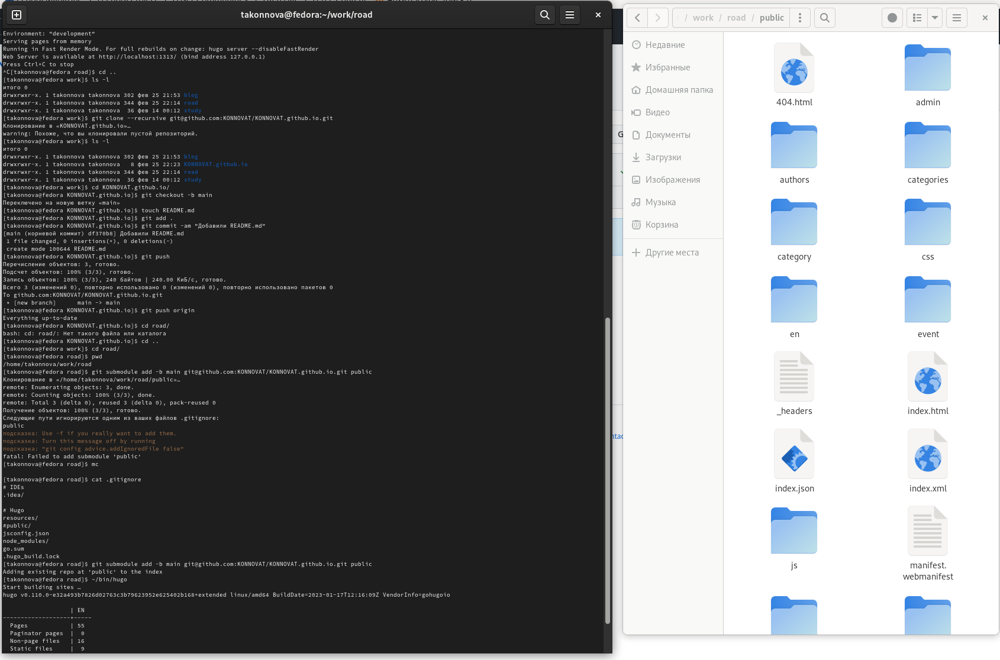 takonnova@fedora:~/work/road
Environment: "development"
Serving pages from memory
Running in Fast Render Mode. For full rebuilds on change: hugo server --disableFastRender
Web Server is available at http://localhost:1313/ (bind address 127.0.0.1)
Press Ctrl+C to stop
^C[takonnova@fedora road]$ cd ..
[takonnova@fedora work]$ ls -l
итого 0
drwxrwxr-x. 1 takonnova takonnova 302 фев 25 21:53 blog
drwxrwxr-x. 1 takonnova takonnova 344 фев 25 22:14 road
drwxrwxr-x. 1 takonnova takonnova  36 фев 14 00:12 study
[takonnova@fedora work]$ git clone --recursive git@github.com:KONNOVAT/KONNOVAT.github.io.git
Клонирование в «KONNOVAT.github.io»…
warning: Похоже, что вы клонировали пустой репозиторий.
[takonnova@fedora work]$ ls -l
итого 0
drwxrwxr-x. 1 takonnova takonnova 302 фев 25 21:53 blog
drwxrwxr-x. 1 takonnova takonnova   8 фев 25 22:23 KONNOVAT.github.io
drwxrwxr-x. 1 takonnova takonnova 344 фев 25 22:14 road
drwxrwxr-x. 1 takonnova takonnova  36 фев 14 00:12 study
[takonnova@fedora work]$ cd KONNOVAT.github.io/
[takonnova@fedora KONNOVAT.github.io]$ git checkout -b main
Переключено на новую ветку «main»
[takonnova@fedora KONNOVAT.github.io]$ touch README.md
[takonnova@fedora KONNOVAT.github.io]$ git add .
[takonnova@fedora KONNOVAT.github.io]$ git commit -am "Добавили README.md"
[main (корневой коммит) df370b8] Добавили README.md
 1 file changed, 0 insertions(+), 0 deletions(-)
 create mode 100644 README.md
[takonnova@fedora KONNOVAT.github.io]$ git push
Перечисление объектов: 3, готово.
Подсчет объектов: 100% (3/3), готово.
Запись объектов: 100% (3/3), 240 байтов | 240.00 КиБ/с, готово.
Всего 3 (изменений 0), повторно использовано 0 (изменений 0), повторно использовано пакетов 0
To github.com:KONNOVAT/KONNOVAT.github.io.git
 * [new branch]      main -> main
[takonnova@fedora KONNOVAT.github.io]$ git push origin
Everything up-to-date
[takonnova@fedora KONNOVAT.github.io]$ cd road/
bash: cd: road/: Нет такого файла или каталога
[takonnova@fedora KONNOVAT.github.io]$ cd ..
[takonnova@fedora work]$ cd road/
[takonnova@fedora road]$ pwd
/home/takonnova/work/road
[takonnova@fedora road]$ git submodule add -b main git@github.com:KONNOVAT/KONNOVAT.github.io.git public
Клонирование в «/home/takonnova/work/road/public»…
remote: Enumerating objects: 3, done.
remote: Counting objects: 100% (3/3), done.
remote: Total 3 (delta 0), reused 3 (delta 0), pack-reused 0
Получение объектов: 100% (3/3), готово.
Следующие пути игнорируются одним из ваших файлов .gitignore:
public
подсказка: Use -f if you really want to add them.
подсказка: Turn this message off by running
подсказка: "git config advice.addIgnoredFile false"
fatal: Failed to add submodule 'public'
[takonnova@fedora road]$ mc
[takonnova@fedora road]$ cat .gitignore
# IDEs
.idea/
# Hugo
resources/
#public/
jsconfig.json
node_modules/
go.sum
.hugo_build.lock
[takonnova@fedora road]$ git submodule add -b main git@github.com:KONNOVAT/KONNOVAT.github.io.git public
Adding existing repo at 'public' to the index
[takonnova@fedora road]$ ~/bin/hugo
Start building sites …
hugo v0.110.0-e32a493b7826d02763c3b79623952e625402b168+extended linux/amd64 BuildDate=2023-01-17T12:16:09Z VendorInfo=gohugoio
                   | EN
-------------------+-----
  Pages            | 55
  Paginator pages  |  0
  Non-page files   | 16
  Static files     |  9
G
ntac
/ work / road / public
Недавние
Избранные
Домашняя папка
Видео
Документы
Загрузки
Изображения
Музыка
Корзина
Другие места
404.html
admin
authors
categories
category
css
en
event
_headers
index.html
index.json
index.xml
js
manifest.
webmanifest